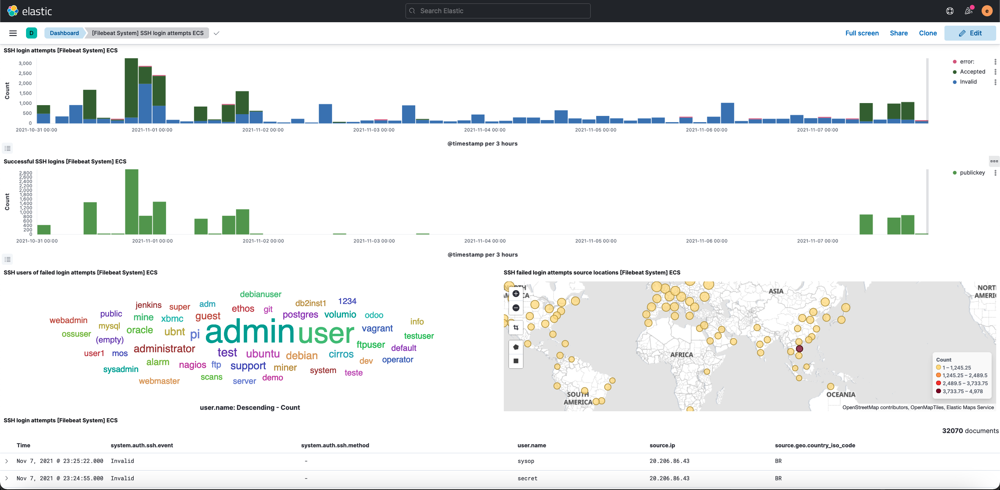 elastic
Search Elastic
e
D
Dashboard
[Filebeat System] SSH login attempts ECS
Full screen
Share
Clone
Edit
SSH login attempts [Filebeat System] ECS
Count
3,000
2,500
2,000
1,500
1,000
500
0
2021-10-31 00:00
2021-11-01 00:00
2021-11-02 00:00
2021-11-03 00:00
2021-11-04 00:00
2021-11-05 00:00
2021-11-06 00:00
2021-11-07 00:00
@timestamp per 3 hours
error:
Accepted
Invalid
Successful SSH logins [Filebeat System] ECS
Count
2,800
2,600
2,400
2,200
2,000
1,800
1,600
1,400
1,200
1,000
800
600
400
200
0
2021-10-31 00:00
2021-11-01 00:00
2021-11-02 00:00
2021-11-03 00:00
2021-11-04 00:00
2021-11-05 00:00
2021-11-06 00:00
2021-11-07 00:00
@timestamp per 3 hours
publickey
SSH users of failed login attempts [Filebeat System] ECS
debianuser
jenkins super adm db2inst1 1234
public ethos git
webadmin mine xbmc guest postgres volumio odoo
mysql info
ossuser oracle ubnt pi admin user vagrant testuser
(empty) ftpuser default
user1 mos administrator test ubuntu debian cirros
alarm nagios ftp support miner dev operator
sysadmin system teste
webmaster scans server demo
user.name: Descending - Count
SSH failed login attempts source locations [Filebeat System] ECS
ASIA
AFRICA
SOUTH
AMERICA
OCEANIA
NORT
AMERI
Count
1 – 1,245.25
1,245.25 – 2,489.5
2,489.5 – 3,733.75
3,733.75 – 4,978
OpenStreetMap contributors, OpenMapTiles, Elastic Maps Service
SSH login attempts [Filebeat System] ECS
32070 documents
Time system.auth.ssh.event system.auth.ssh.method user.name source.ip source.geo.country_iso_code
Nov 7, 2021 @ 23:25:22.000 Invalid - sysop 20.206.86.43 BR
Nov 7, 2021 @ 23:24:55.000 Invalid - secret 20.206.86.43 BR